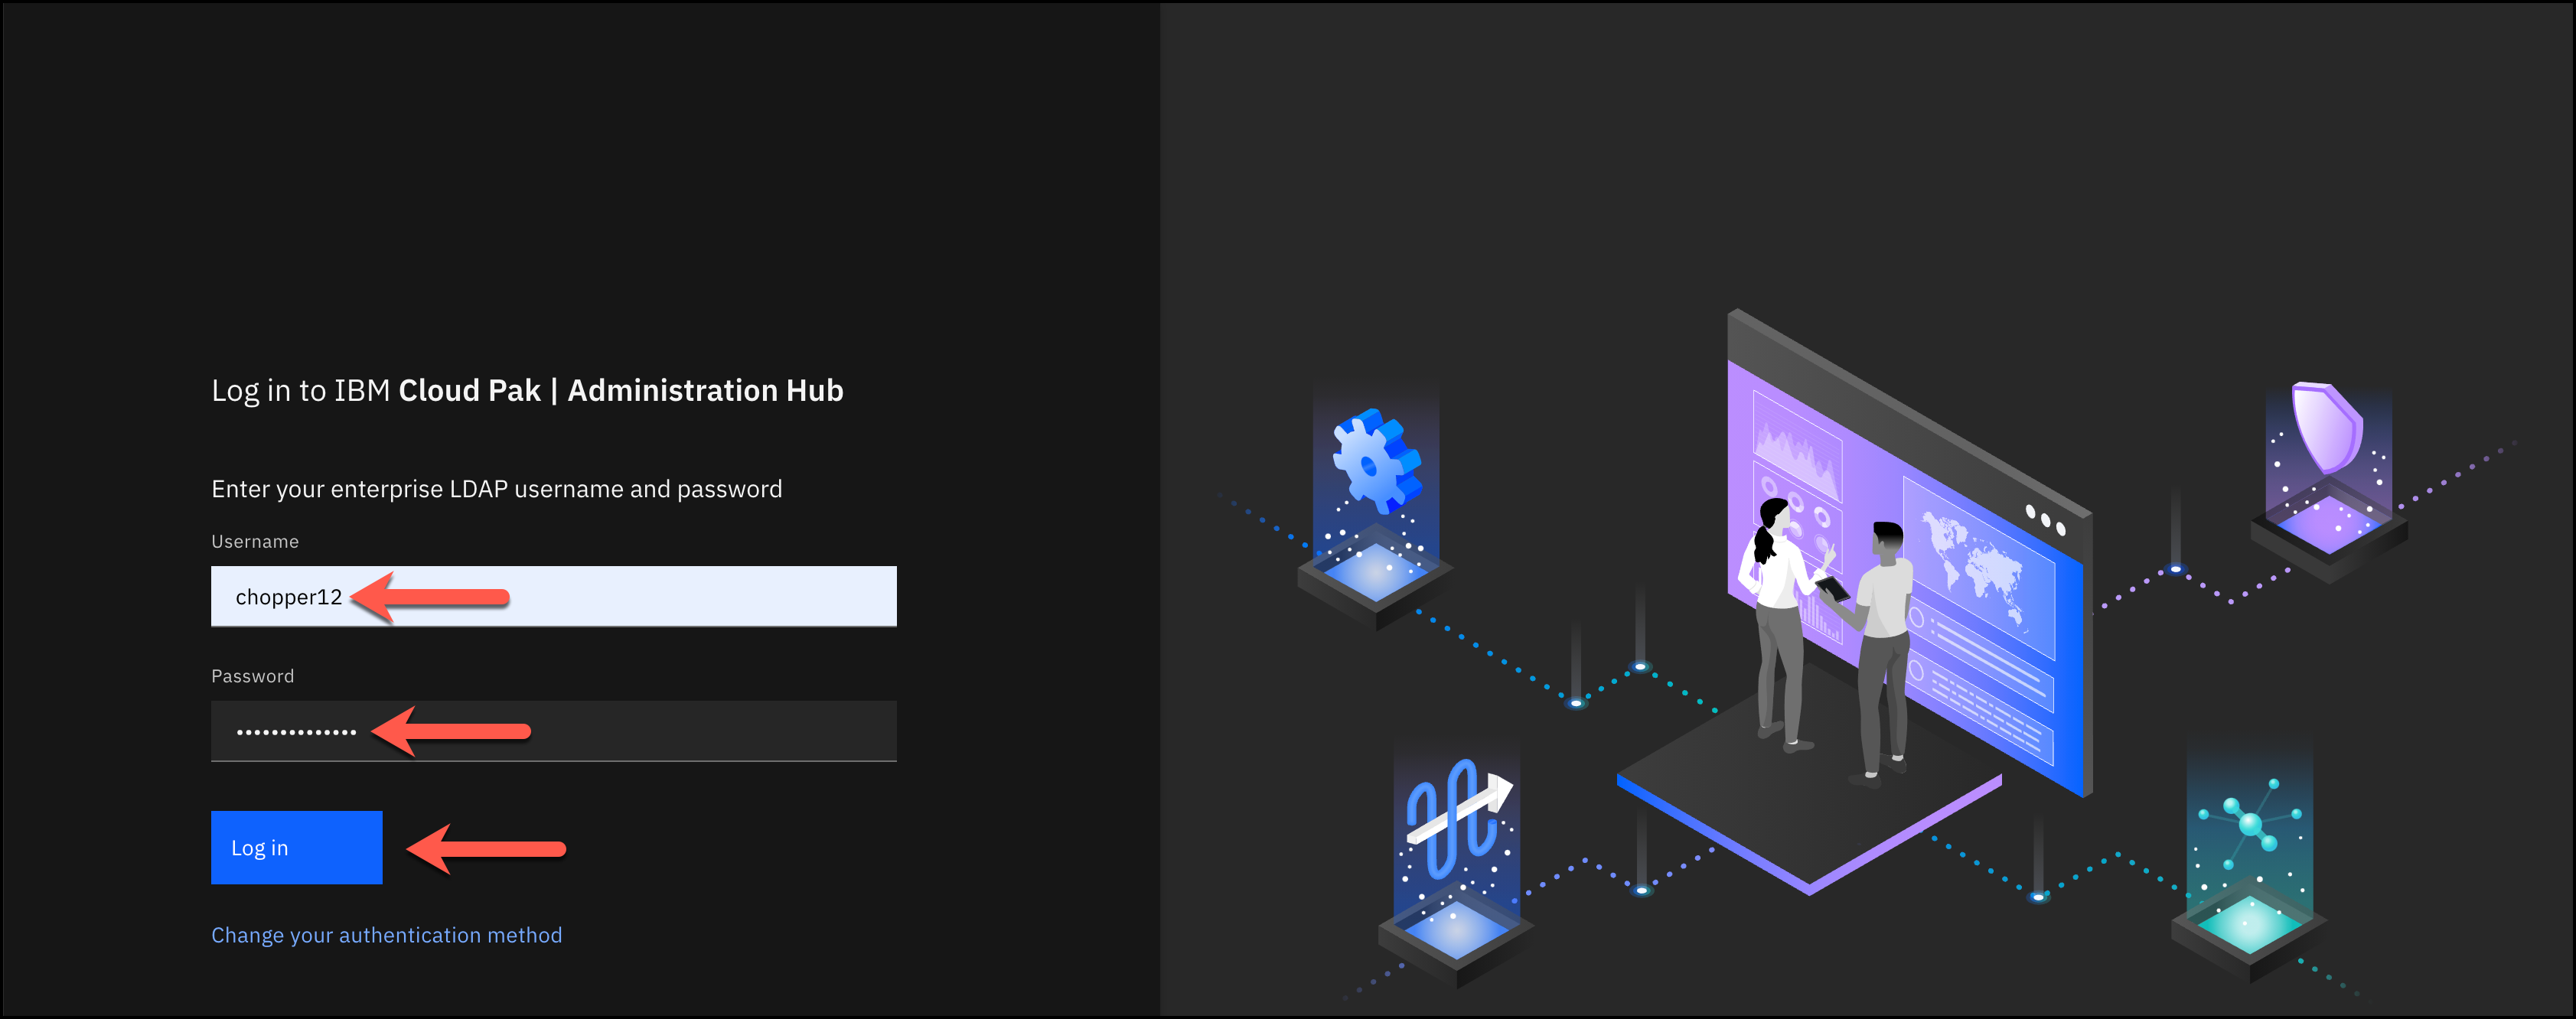 Log in to IBM Cloud Pak | Administration Hub
Enter your enterprise LDAP username and password
Username
chopper12
Password
••••••••••••••
Log in
Change your authentication method